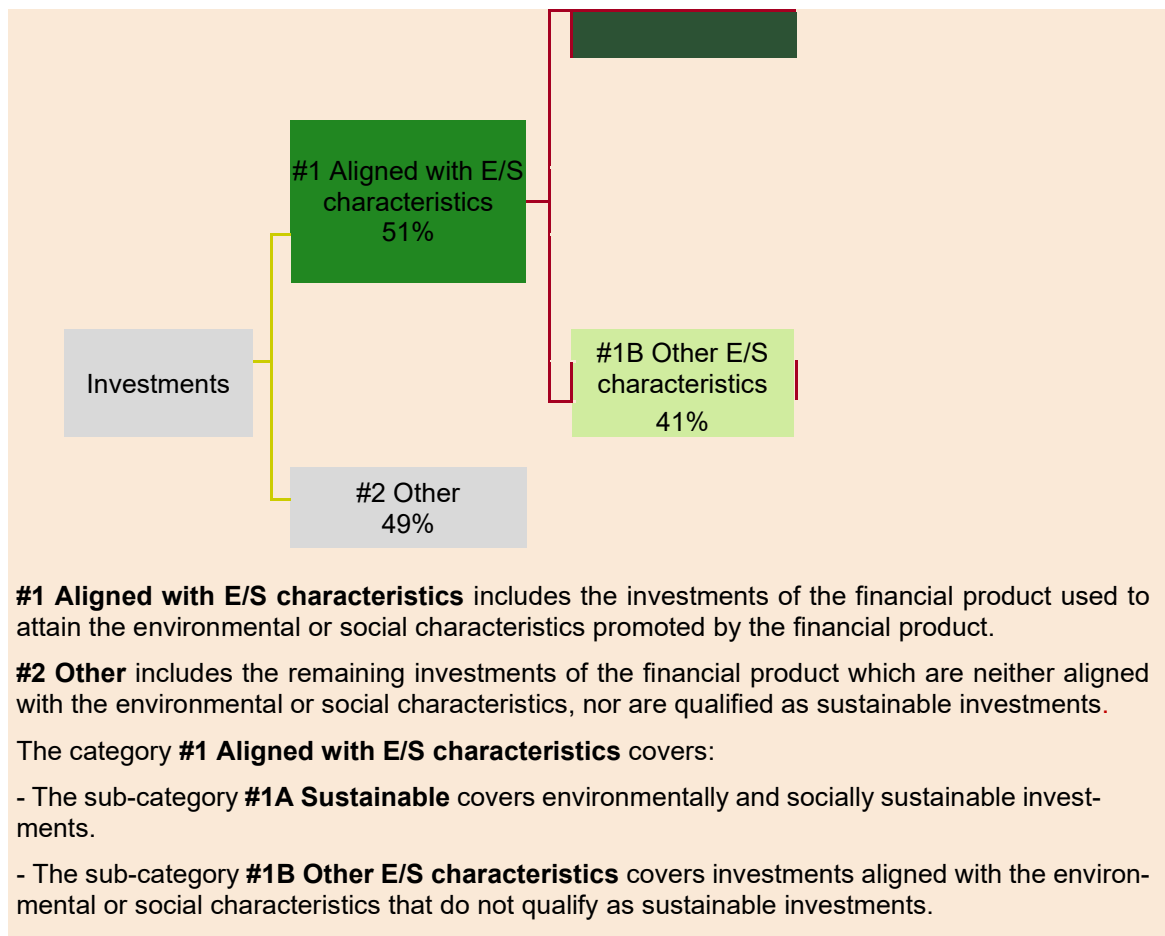 #1 Aligned with E/S
characteristics
51%
Investments
#1B Other E/S
characteristics
41%
#2 Other
49%
#1 Aligned with E/S characteristics includes the investments of the financial product used to
attain the environmental or social characteristics promoted by the financial product.
#2 Other includes the remaining investments of the financial product which are neither aligned
with the environmental or social characteristics, nor are qualified as sustainable investments.
The category #1 Aligned with E/S characteristics covers:
- The sub-category #1A Sustainable covers environmentally and socially sustainable invest-
ments.
- The sub-category #1B Other E/S characteristics covers investments aligned with the environ-
mental or social characteristics that do not qualify as sustainable investments.